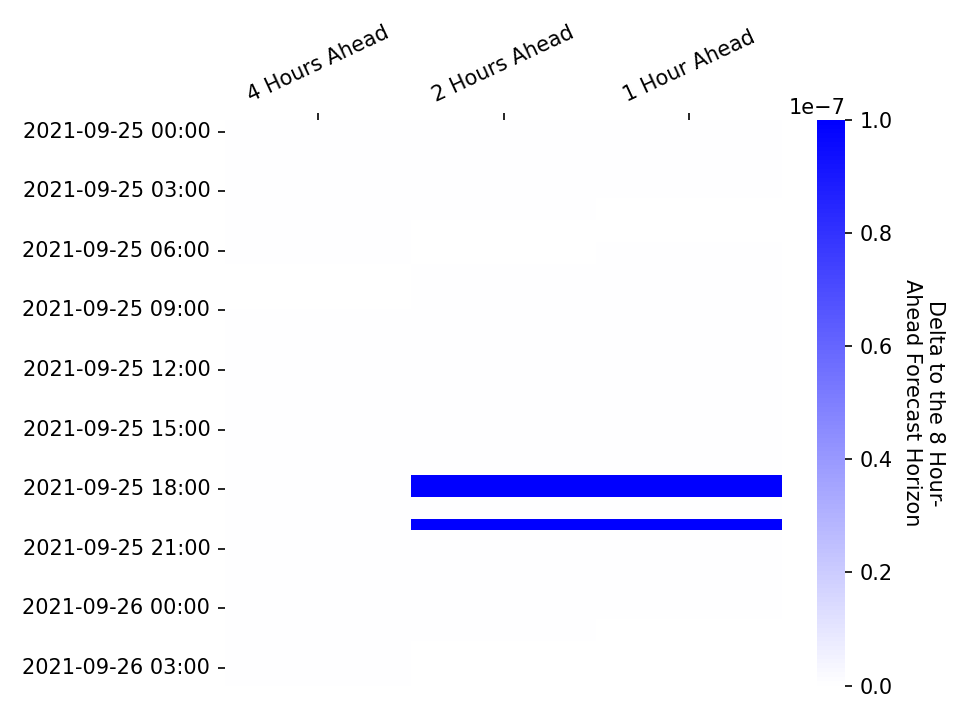 4 Hours Ahead
2 Hours Ahead
1 Hour Ahead
2021-09-25 00:00
2021-09-25 03:00
2021-09-25 06:00
2021-09-25 09:00
2021-09-25 12:00
2021-09-25 15:00
2021-09-25 18:00
2021-09-25 21:00
2021-09-26 00:00
2021-09-26 03:00
1e−7
1.0
0.8
0.6
0.4
0.2
0.0
Delta to the 8 Hour-
Ahead Forecast Horizon